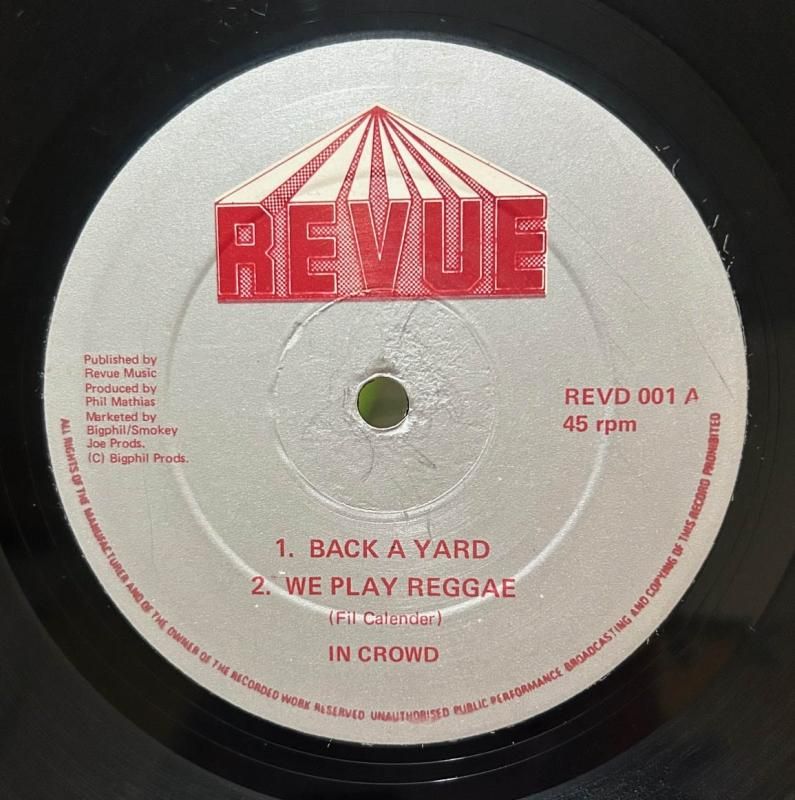 REVUE
Published by
Revue Music
Produced by
Phil Mathias
Marketed by
Bigphil/Smokey
Joe Prods.
(C) Bigphil Prods.
REVD 001 A
45 rpm
1. BACK A YARD
2. WE PLAY REGGAE
(Fil Calender)
IN CROWD
ALL RIGHTS OF THE MANUFACTURER AND OF THE OWNER OF THE RECORDED WORK RESERVED UNAUTHORISED PUBLIC PERFORMANCE BROADCASTING AND COPYING OF THIS RECORD PROHIBITED